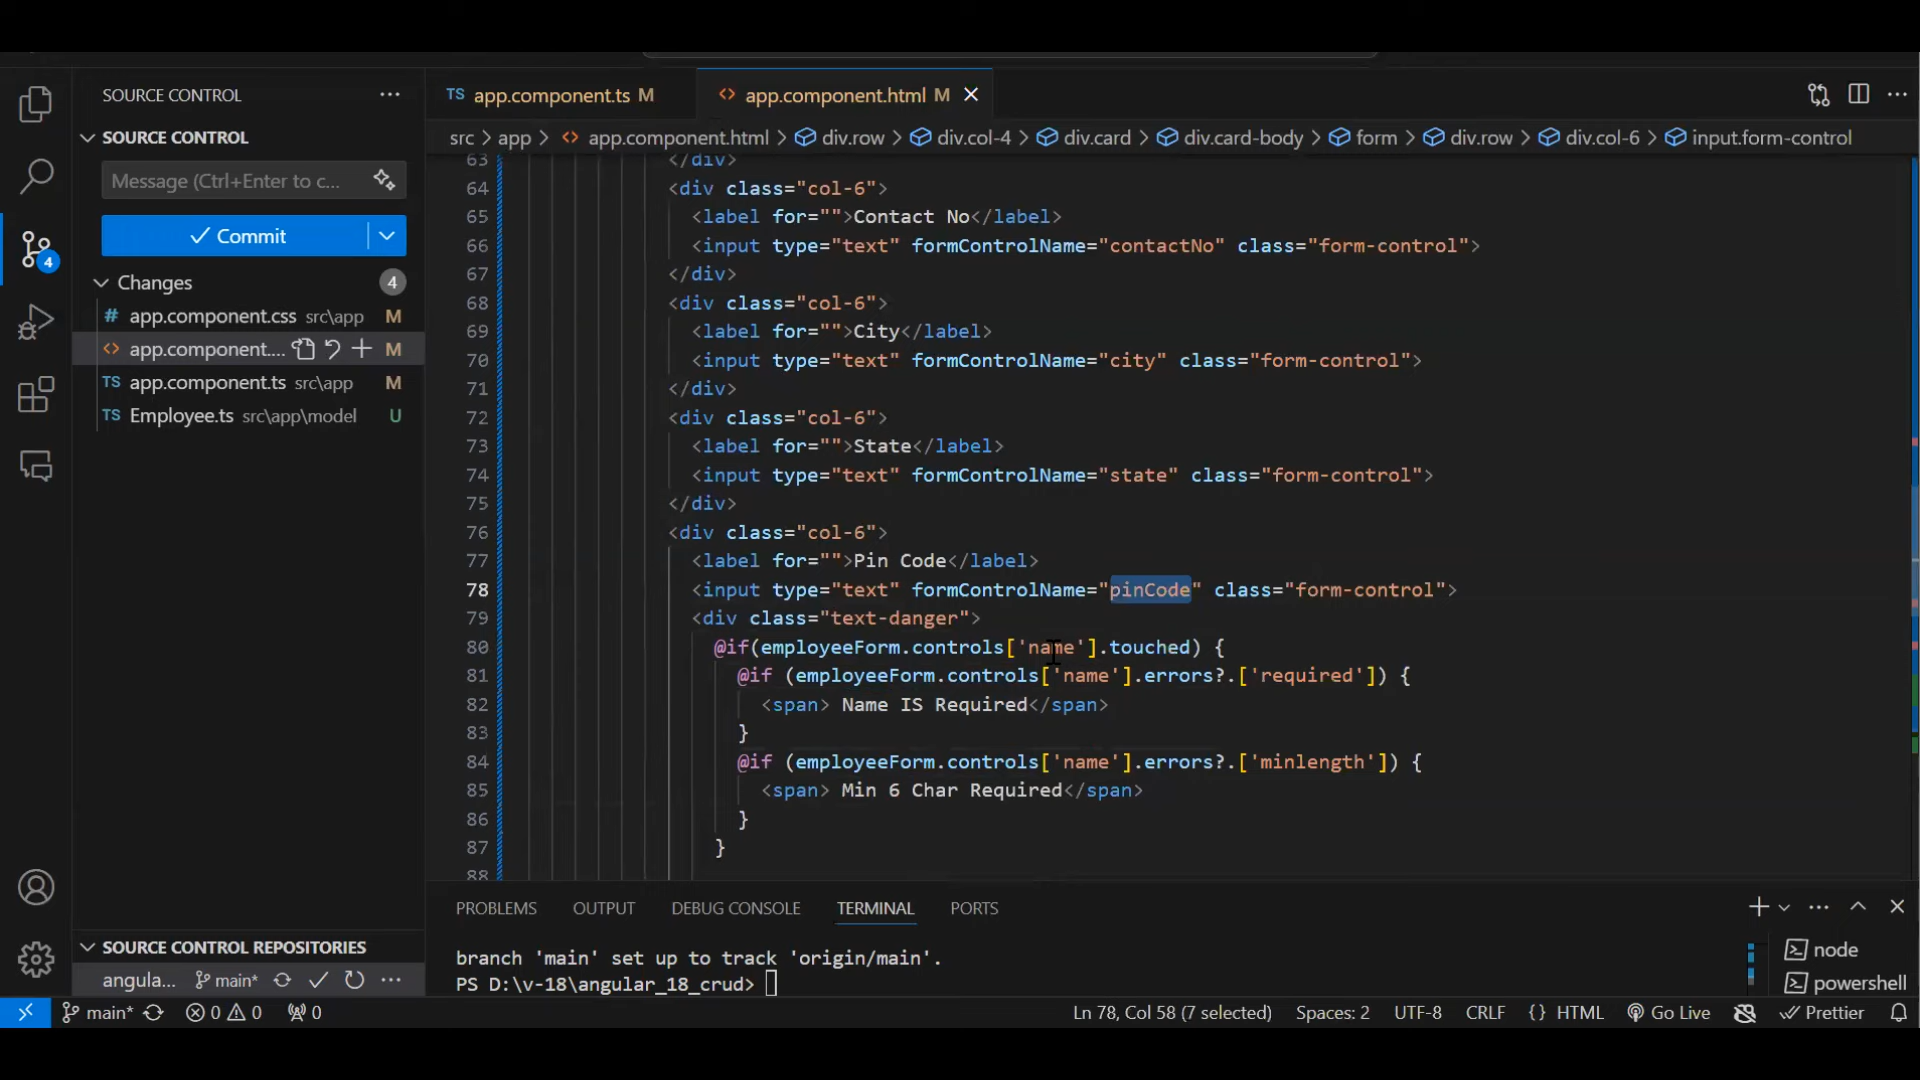 SOURCE CONTROL
SOURCE CONTROL
Message (Ctrl+Enter to c...
Commit
Changes 4
# app.component.css src\app M
<> app.component.... M
TS app.component.ts src\app M
TS Employee.ts src\app\model U
4
SOURCE CONTROL REPOSITORIES
angula... main*
TS app.component.ts M
<> app.component.html M
src > app > <> app.component.html > div.row > div.col-4 > div.card > div.card-body > form > div.row > div.col-6 > input.form-control
63 </div>
64 <div class="col-6">
65 <label for="">Contact No</label>
66 <input type="text" formControlName="contactNo" class="form-control">
67 </div>
68 <div class="col-6">
69 <label for="">City</label>
70 <input type="text" formControlName="city" class="form-control">
71 </div>
72 <div class="col-6">
73 <label for="">State</label>
74 <input type="text" formControlName="state" class="form-control">
75 </div>
76 <div class="col-6">
77 <label for="">Pin Code</label>
78 <input type="text" formControlName="pinCode" class="form-control">
79 <div class="text-danger">
80 @if(employeeForm.controls['name'].touched) {
81 @if (employeeForm.controls['name'].errors?.['required']) {
82 <span> Name IS Required</span>
83 }
84 @if (employeeForm.controls['name'].errors?.['minlength']) {
85 <span> Min 6 Char Required</span>
86 }
87 }
88
PROBLEMS OUTPUT DEBUG CONSOLE TERMINAL PORTS
branch 'main' set up to track 'origin/main'.
PS D:\v-18\angular_18_crud>
node
powershell
main* 0 0 0 Ln 78, Col 58 (7 selected) Spaces: 2 UTF-8 CRLF {} HTML Go Live Prettier